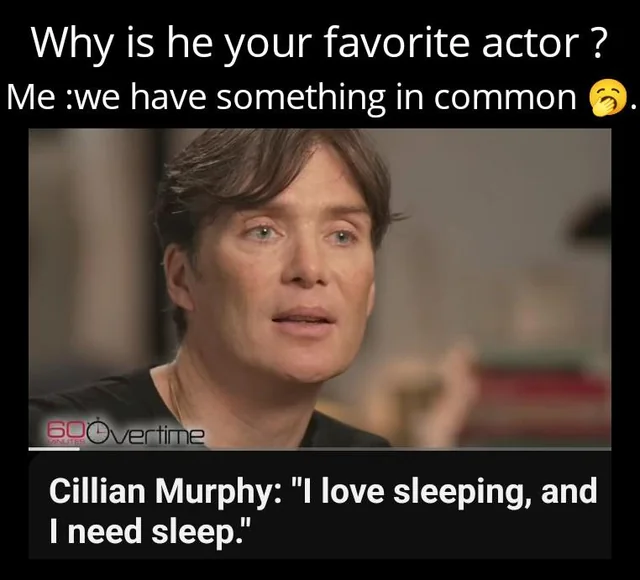 Why is he your favorite actor ?
Me :we have something in common 🥱.
60 Overtime
MINUTES
Cillian Murphy: "I love sleeping, and
I need sleep."